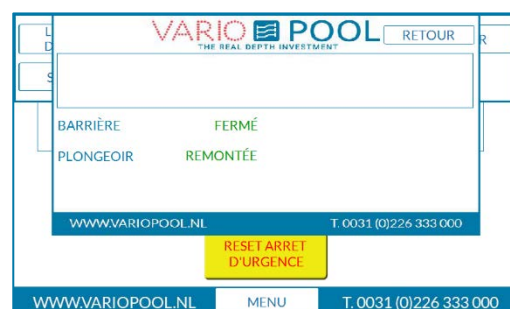 L
D
VARIO POOL
THE REAL DEPTH INVESTMENT
RETOUR
R
S
BARRIÈRE FERMÉ
PLONGEOIR REMONTÉE
WWW.VARIOPOOL.NL T. 0031 (0)226 333 000
RESET ARRET
D'URGENCE
WWW.VARIOPOOL.NL MENU T. 0031 (0)226 333 000